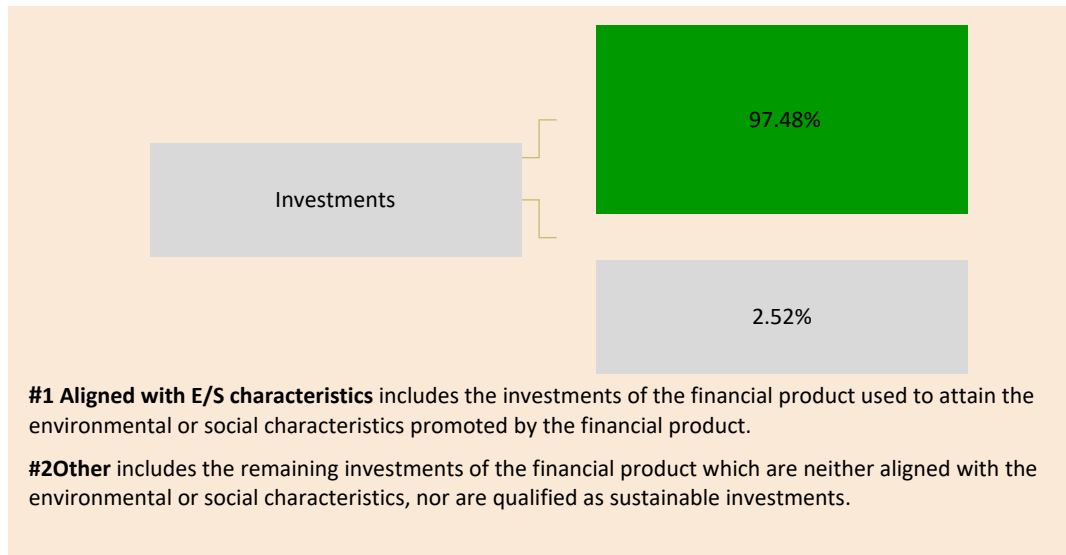 97.48%
Investments
2.52%
#1 Aligned with E/S characteristics includes the investments of the financial product used to attain the
environmental or social characteristics promoted by the financial product.
#2Other includes the remaining investments of the financial product which are neither aligned with the
environmental or social characteristics, nor are qualified as sustainable investments.